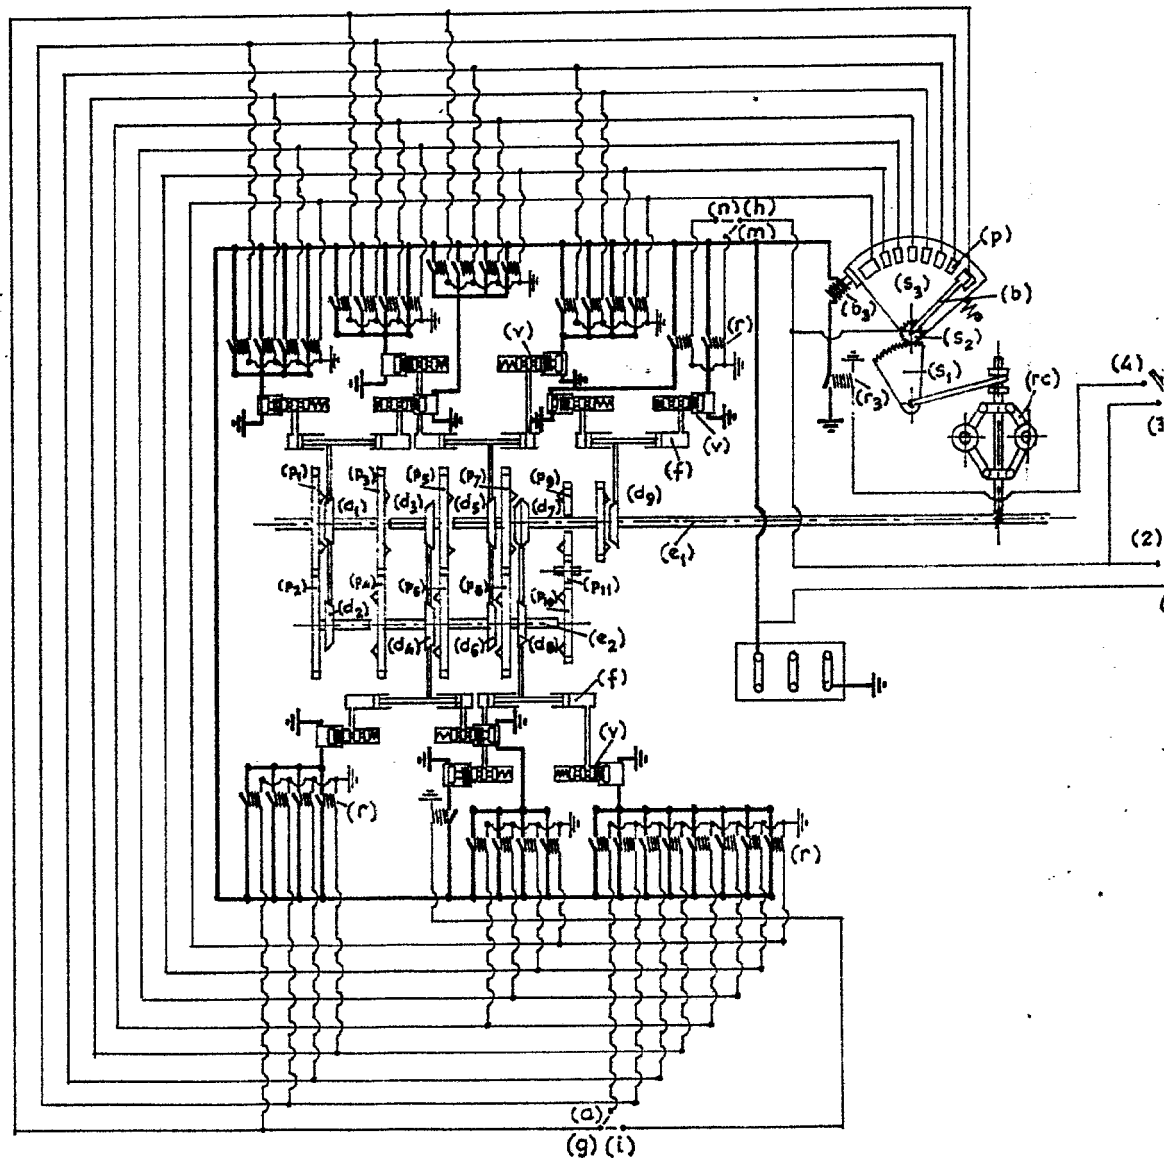 (n) (h)
(m)
(p)
(s3)
(b)
(b3)
(s2)
(v)
(r)
(s1)
(4)
(r3)
(rc)
(3
(v)
(f)
(p1)
(p3)
(p5)
(p7)
(p9)
(d1)
(d3)
(d5)
(d7)
(d9)
(2)
(e1)
(p2)
(p4)
(p6)
(p8)
(p11)
(p10)
(d2)
(d4)
(d6)
(d8)
(e2)
(f)
(v)
(r)
(r)
(a)
(g) (i)